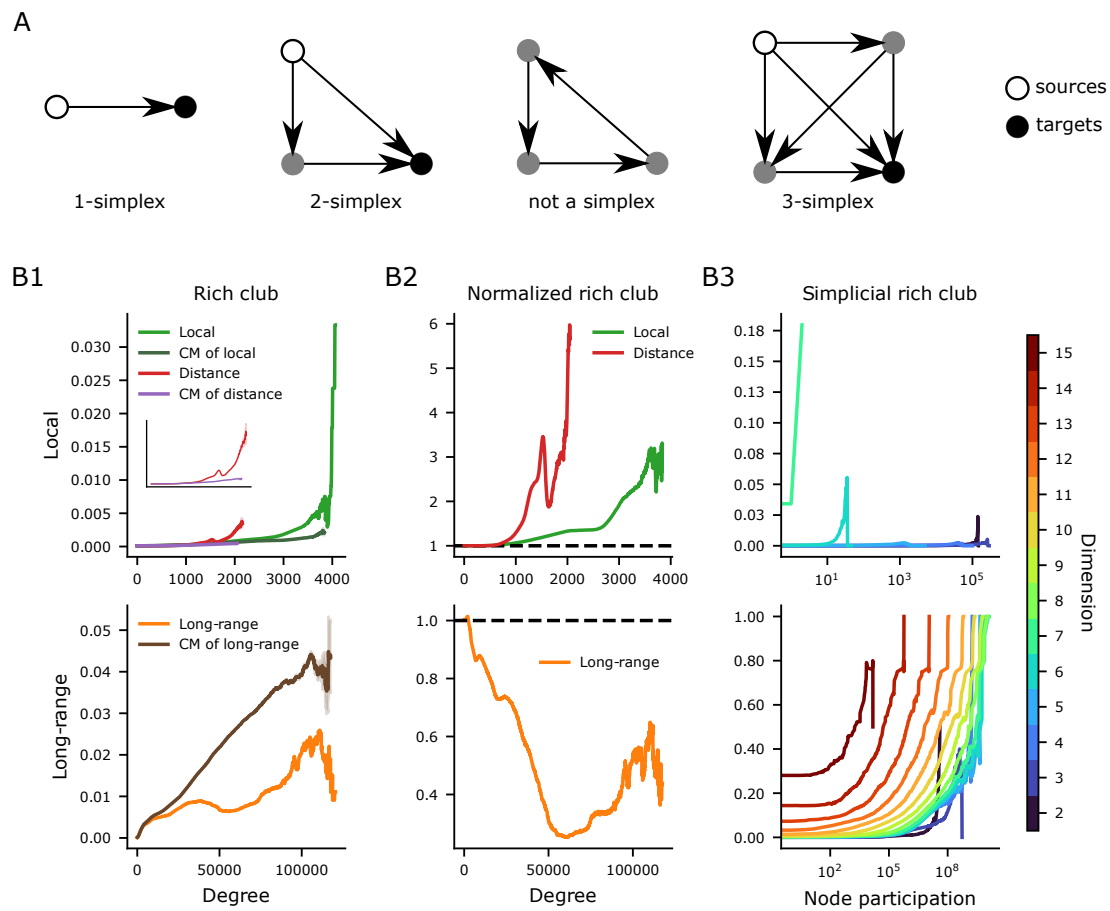 A
sources
targets
1-simplex
2-simplex
not a simplex
3-simplex
B1
Rich club
Local
CM of local
Distance
CM of distance
Local
0.030
0.025
0.020
0.015
0.010
0.005
0.000
0
1000
2000
3000
4000
Long-range
CM of long-range
Long-range
0.05
0.04
0.03
0.02
0.01
0.00
0
50000
100000
Degree
B2
Normalized rich club
Local
Distance
6
5
4
3
2
1
0
1000
2000
3000
4000
Long-range
1.0
0.8
0.6
0.4
0
50000
100000
Degree
B3
Simplicial rich club
0.18
0.15
0.13
0.10
0.08
0.05
0.03
0.00
10¹
10³
10⁵
1.00
0.80
0.60
0.40
0.20
0.00
10²
10⁵
10⁸
Node participation
15
14
13
12
11
10
9
8
7
6
5
4
3
2
Dimension